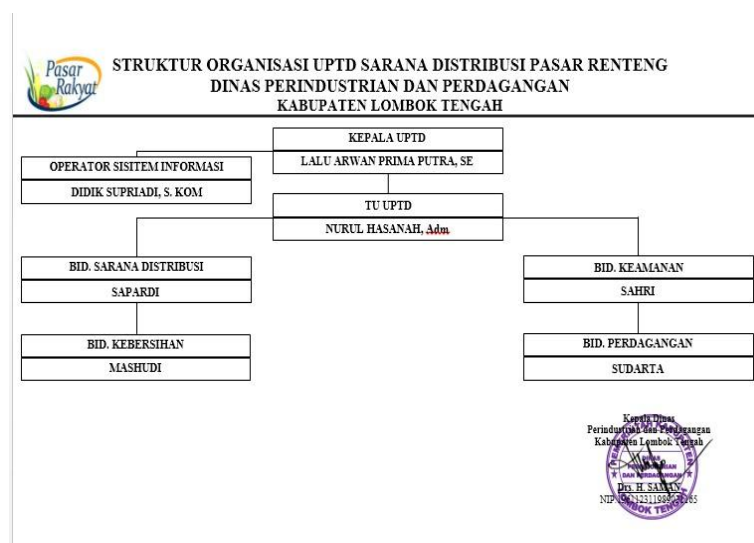 Pasar
Rakyat
STRUKTUR ORGANISASI UPTD SARANA DISTRIBUSI PASAR RENTENG
DINAS PERINDUSTRIAN DAN PERDAGANGAN
KABUPATEN LOMBOK TENGAH
KEPALA UPTD
LALU ARWAN PRIMA PUTRA, SE
OPERATOR SISITEM INFORMASI
DIDIK SUPRIADI, S. KOM
TU UPTD
NURUL HASANAH, Adm
BID. SARANA DISTRIBUSI
SAPARDI
BID. KEAMANAN
SAHRI
BID. KEBERSIHAN
MASHUDI
BID. PERDAGANGAN
SUDARTA
Kepala Dinas
Perindustrian dan Perdagangan
Kabupaten Lombok Tengah
Drs. H. SAMAN
NIP.